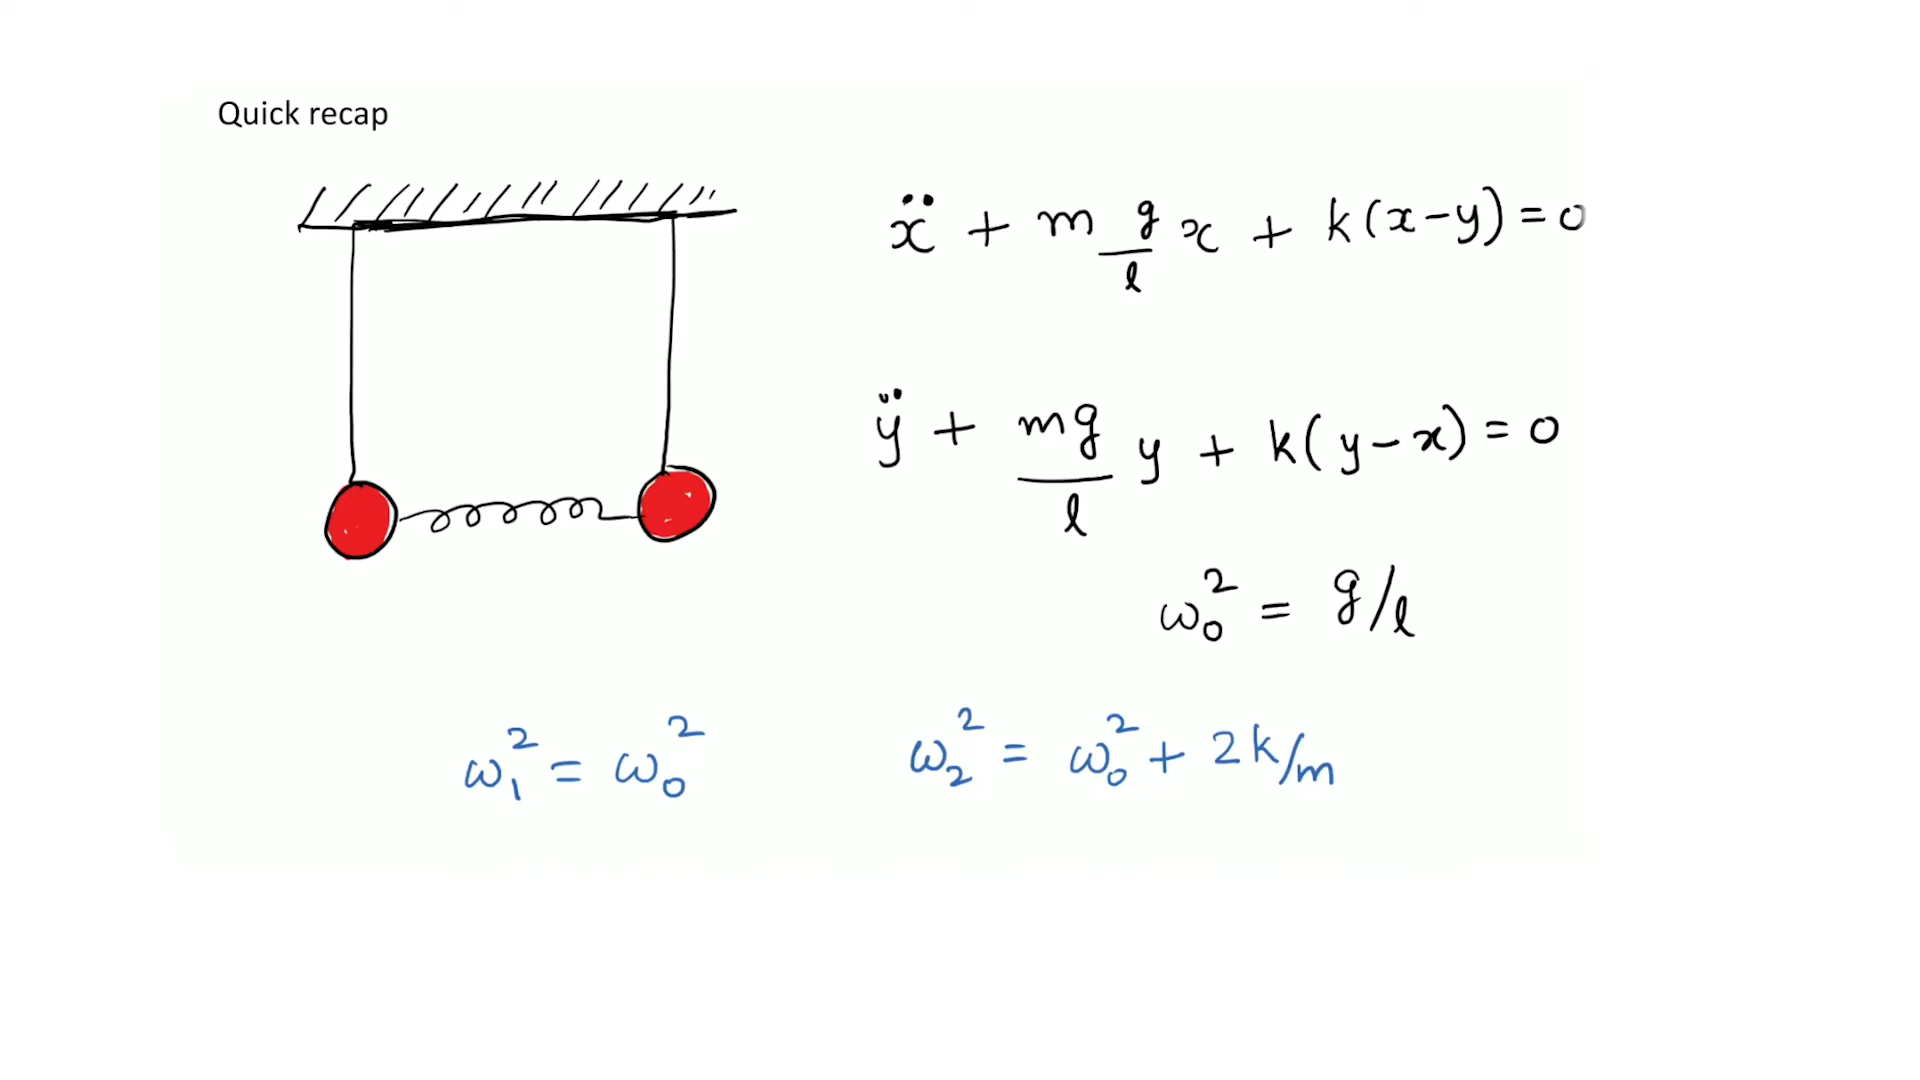 Quick recap
ẍ + m g/l x + k(x-y) = 0
ÿ + mg/l y + k(y-x) = 0
ω₀² = g/l
ω₁² = ω₀²
ω₂² = ω₀² + 2k/m